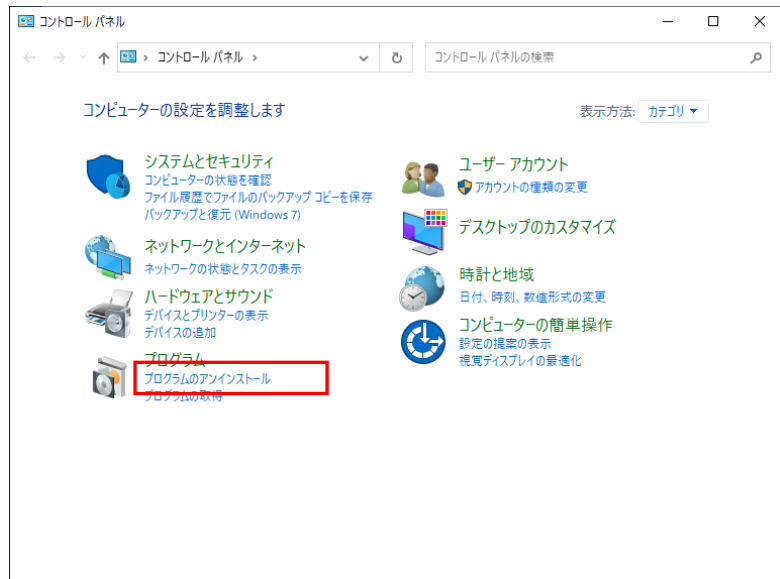 コントロール パネル
コントロール パネル
コントロール パネルの検索
コンピューターの設定を調整します
表示方法: カテゴリ
システムとセキュリティ
コンピューターの状態を確認
ファイル履歴でファイルのバックアップ コピーを保存
バックアップと復元 (Windows 7)
ネットワークとインターネット
ネットワークの状態とタスクの表示
ハードウェアとサウンド
デバイスとプリンターの表示
デバイスの追加
プログラム
プログラムのアンインストール
プログラムの取得
ユーザー アカウント
アカウントの種類の変更
デスクトップのカスタマイズ
時計と地域
日付、時刻、数値形式の変更
コンピューターの簡単操作
設定の提案の表示
視覚ディスプレイの最適化